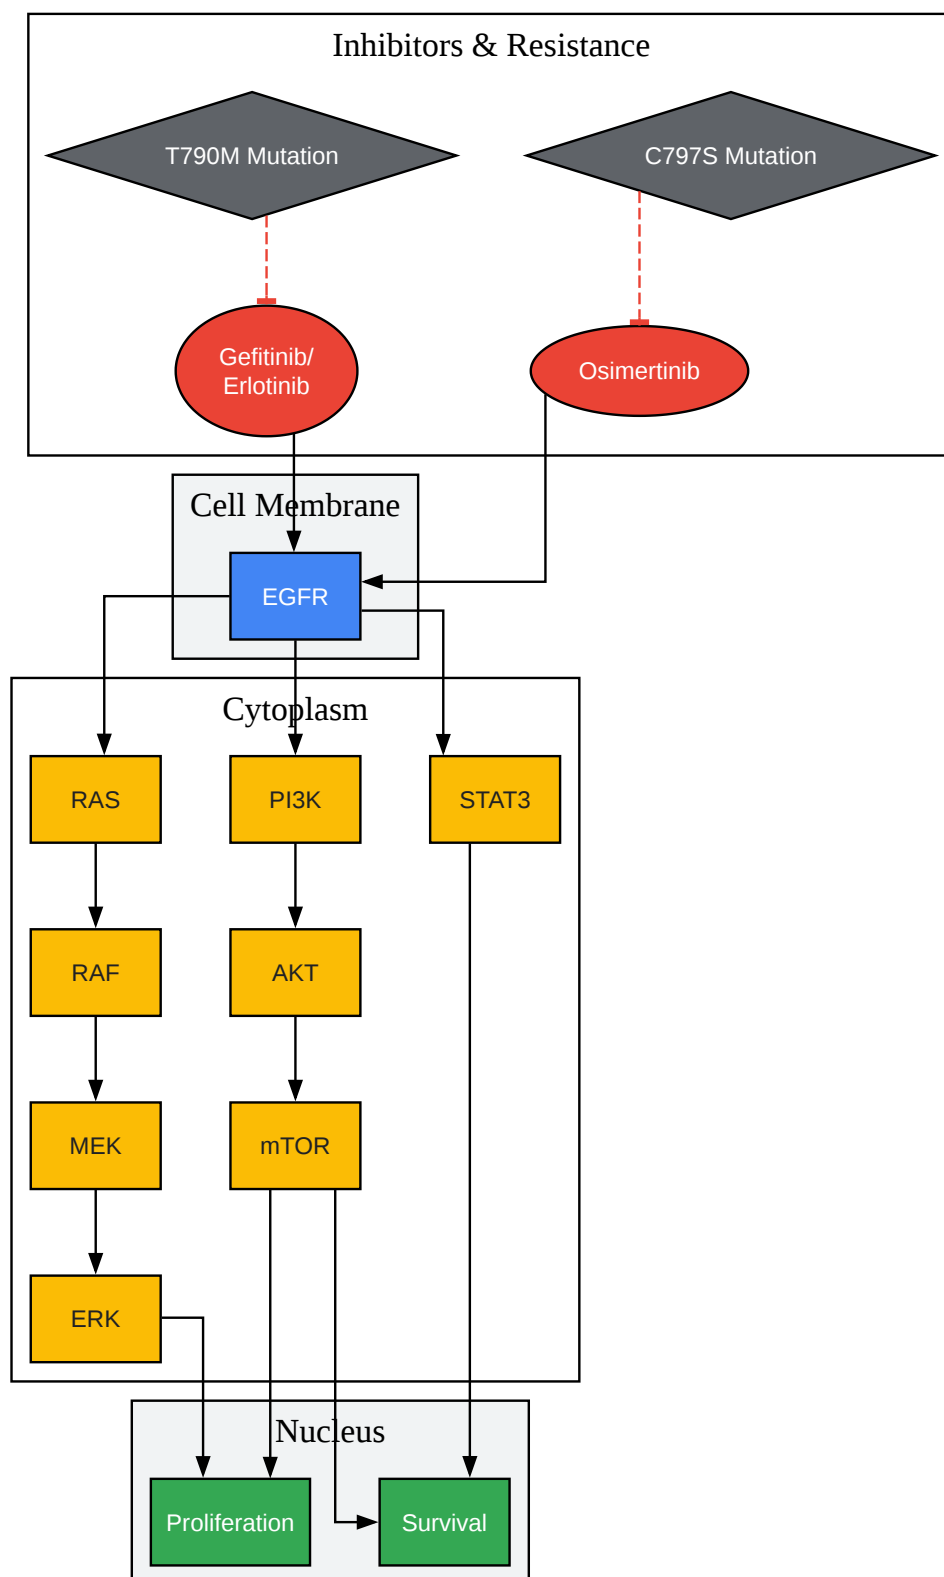 Inhibitors & Resistance
T790M Mutation
C797S Mutation
Gefitinib/
Erlotinib
Osimertinib
Cell Membrane
EGFR
Cytoplasm
RAS
PI3K
STAT3
RAF
AKT
MEK
mTOR
ERK
Nucleus
Proliferation
Survival